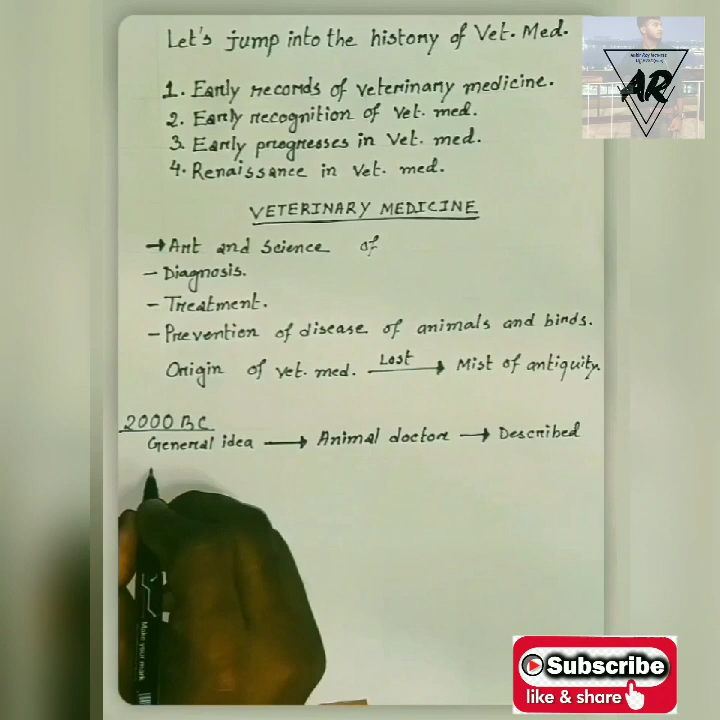 Let's jump into the history of Vet. Med.
1. Early records of veterinary medicine.
2. Early recognition of vet. med.
3. Early progresses in vet. med.
4. Renaissance in vet. med.
VETERINARY MEDICINE
→ Art and science of
- Diagnosis.
- Treatment.
- Prevention of disease of animals and birds.
Origin of vet. med. Lost → Mist of antiquity.
2000 BC
General idea → Animal doctor → Described
AR
Make your mark
Subscribe
like & share